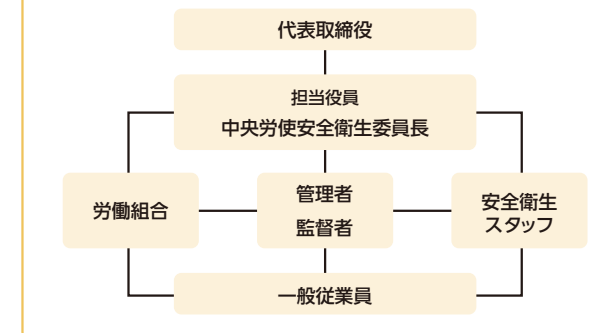 代表取締役
担当役員
中央労使安全衛生委員長
労働組合
管理者
監督者
安全衛生
スタッフ
一般従業員